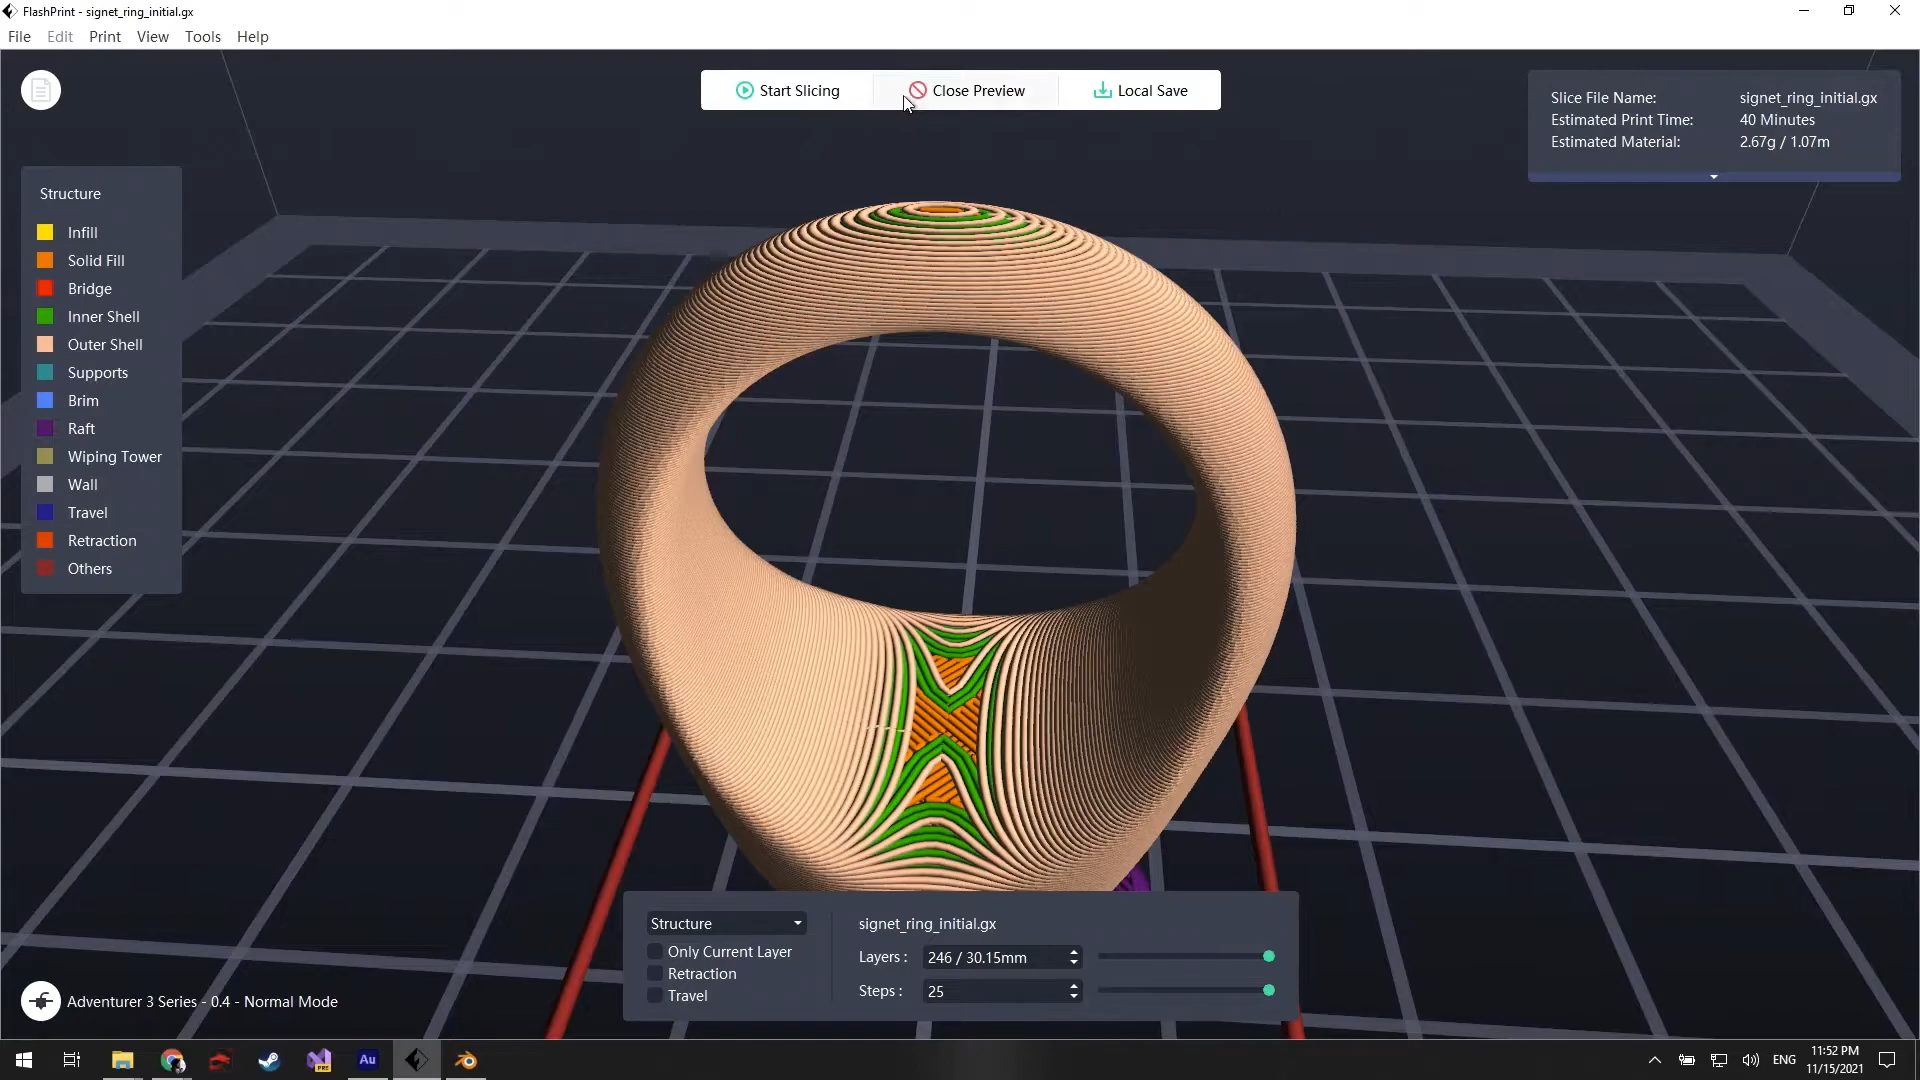 FlashPrint - signet_ring_initial.gx
File Edit Print View Tools Help
Start Slicing
Close Preview
Local Save
Slice File Name: signet_ring_initial.gx
Estimated Print Time: 40 Minutes
Estimated Material: 2.67g / 1.07m
Structure
Infill
Solid Fill
Bridge
Inner Shell
Outer Shell
Supports
Brim
Raft
Wiping Tower
Wall
Travel
Retraction
Others
Structure
Only Current Layer
Retraction
Travel
signet_ring_initial.gx
Layers : 246 / 30.15mm
Steps : 25
Adventurer 3 Series - 0.4 - Normal Mode
PRE
Au
ENG
11:52 PM
11/15/2021